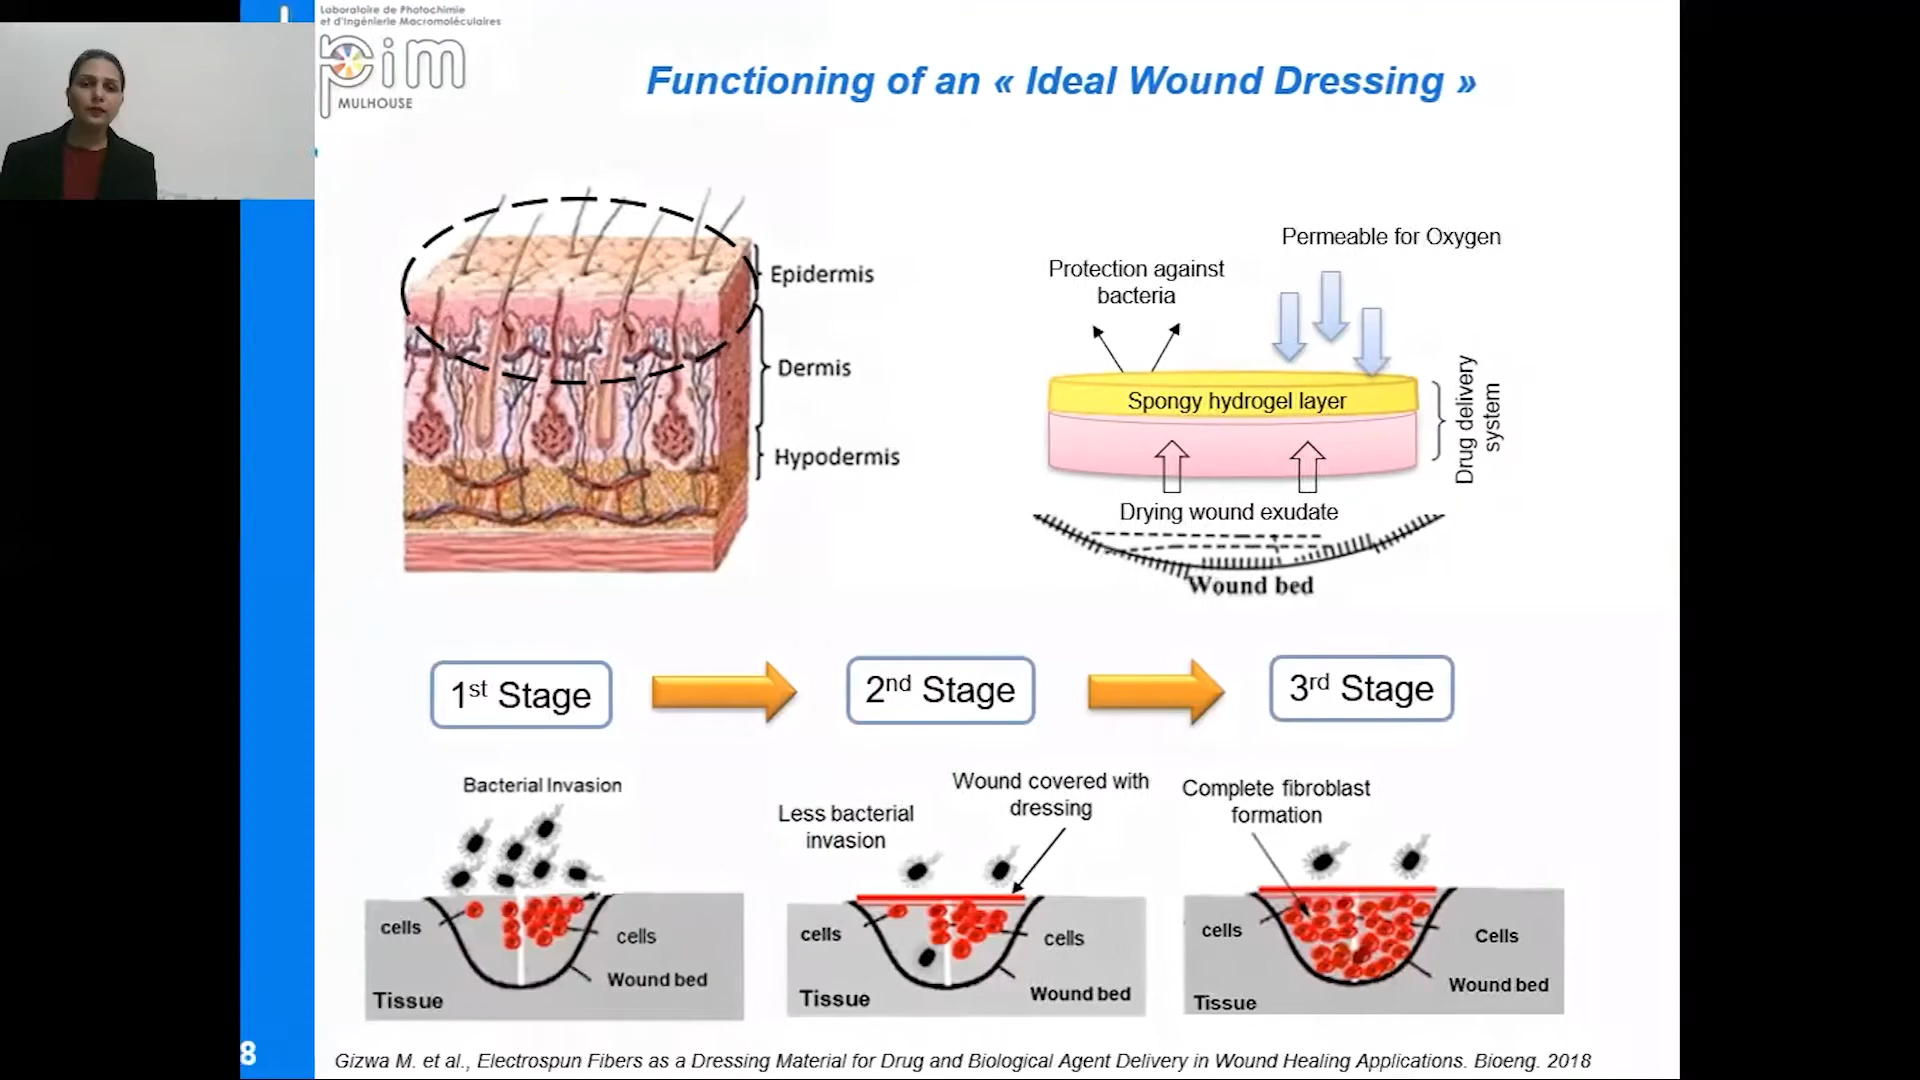 Laboratoire de Photochimie
et d'Ingénierie Macromoléculaires
pim
MULHOUSE
Functioning of an « Ideal Wound Dressing »
Epidermis
Dermis
Hypodermis
Permeable for Oxygen
Protection against
bacteria
Spongy hydrogel layer
Drug delivery
system
Drying wound exudate
Wound bed
1st Stage
2nd Stage
3rd Stage
Bacterial Invasion
cells
cells
Wound bed
Tissue
Less bacterial
invasion
Wound covered with
dressing
cells
cells
Wound bed
Tissue
Complete fibroblast
formation
cells
Cells
Wound bed
Tissue
8
Gizwa M. et al., Electrospun Fibers as a Dressing Material for Drug and Biological Agent Delivery in Wound Healing Applications. Bioeng. 2018